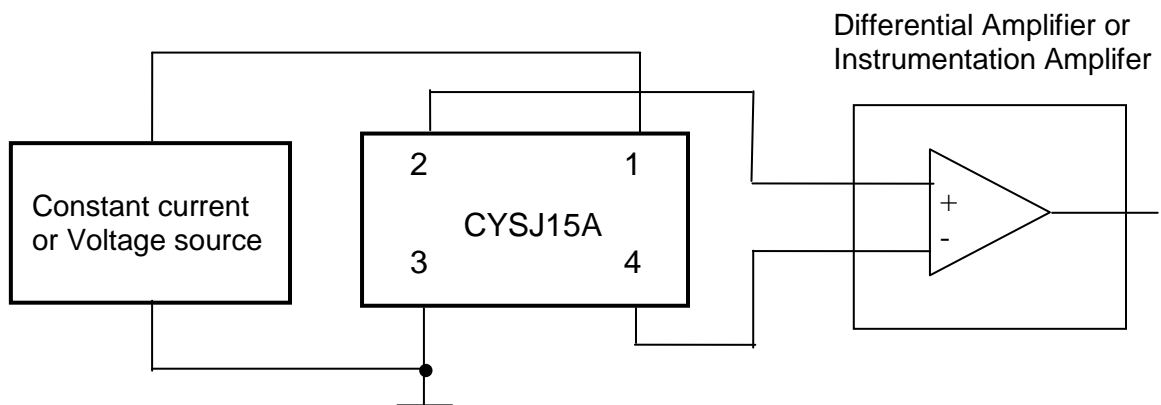 Differential Amplifier or
Instrumentation Amplifer
2 1
Constant current
or Voltage source
CYSJ15A
3 4
+
-